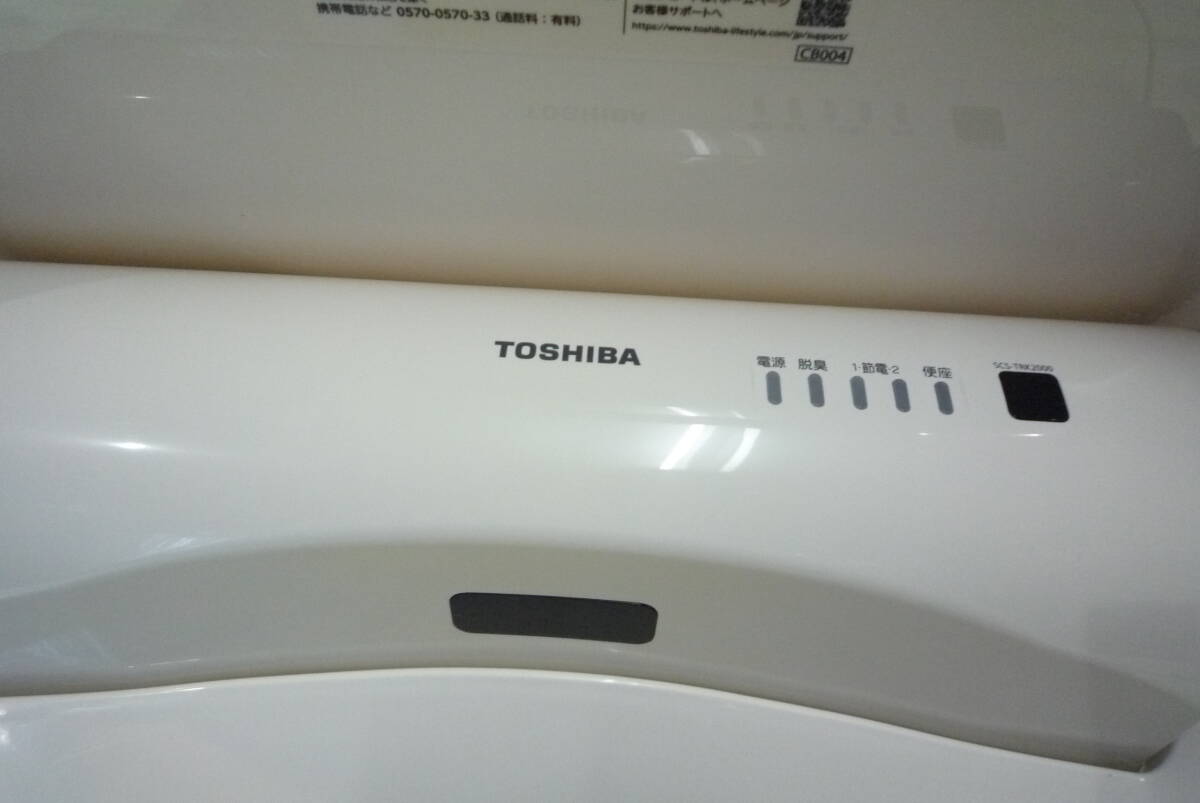 携帯電話など 0570-0570-33（通話料：有料）
お客様サポートへ
https://www.toshiba-lifestyle.com/jp/support/
CB004
TOSHIBA
電源 脱臭 1·節電·2 便座
SCS-TRK2000